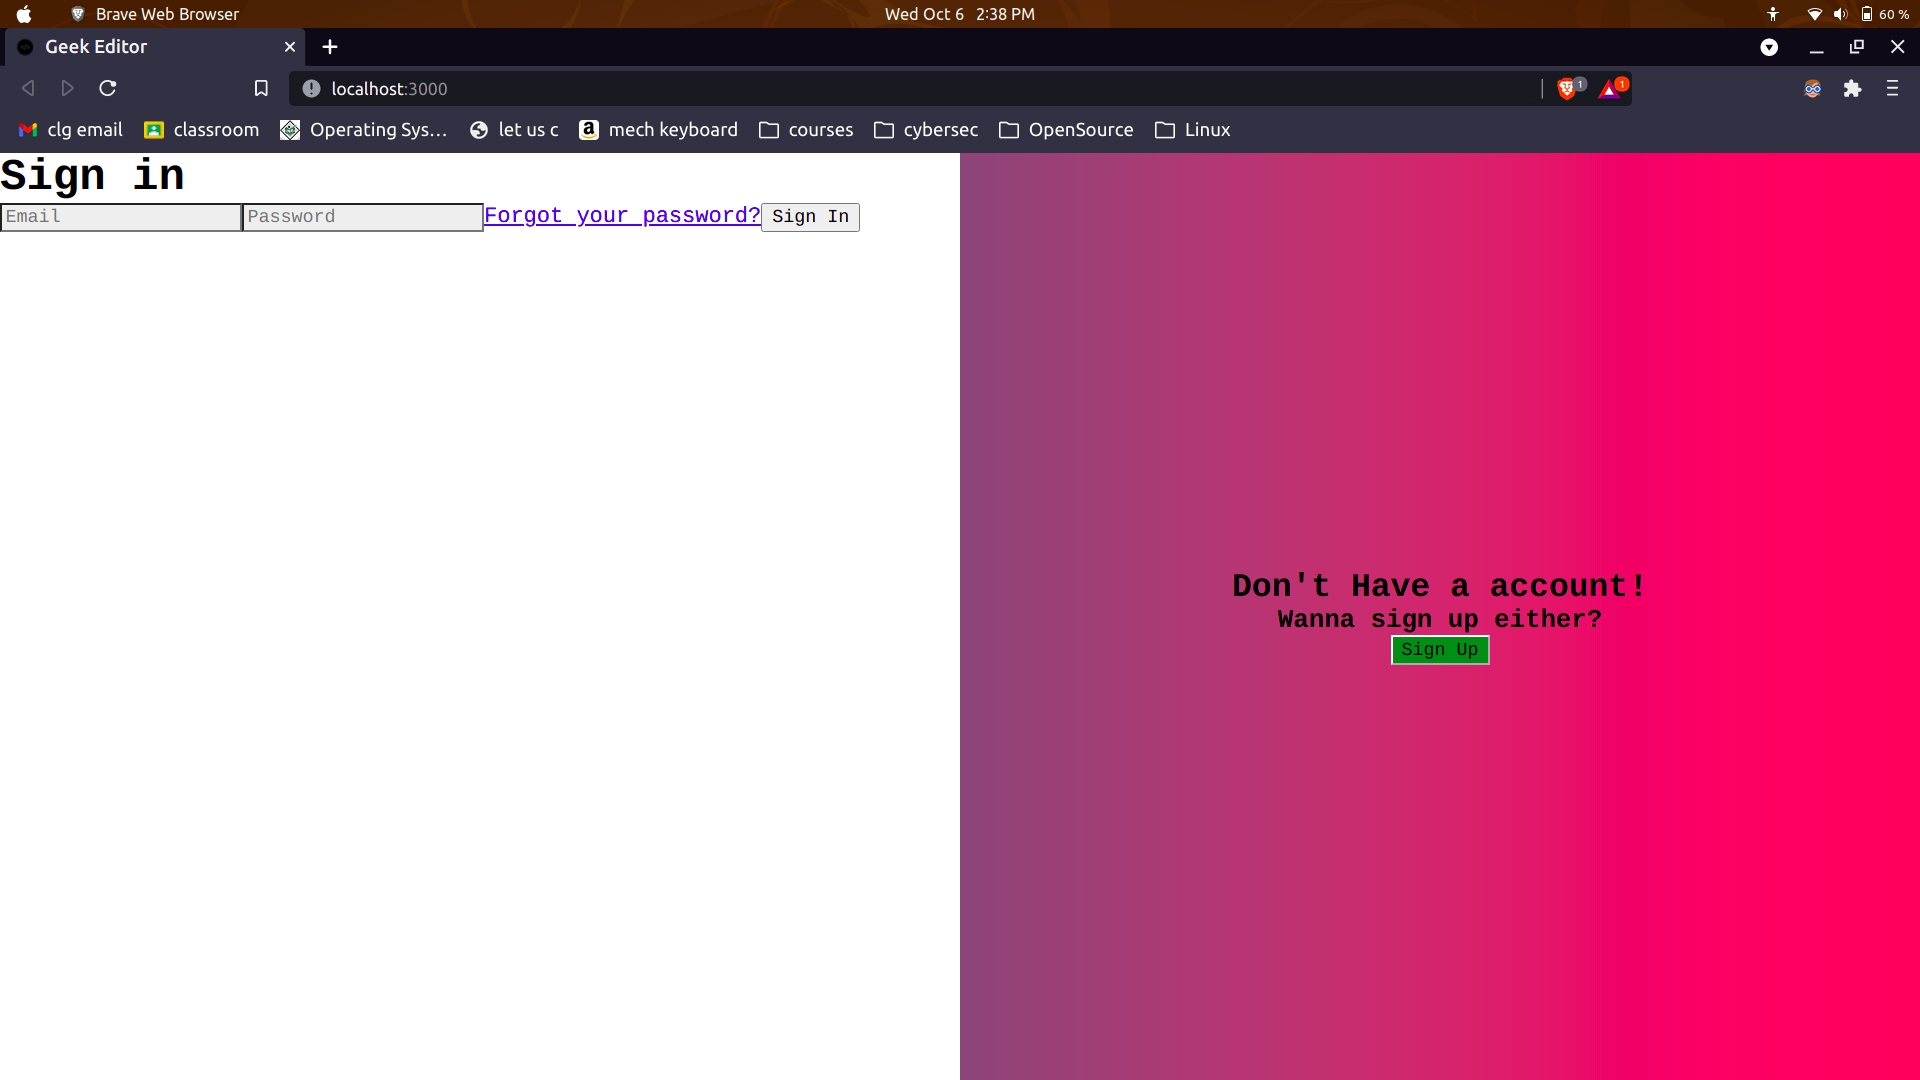 Brave Web Browser Wed Oct 6 2:38 PM 60 %
Geek Editor
localhost:3000 1 1
clg email classroom Operating Sys... let us c mech keyboard courses cybersec OpenSource Linux
Sign in
Email Password Forgot your password? Sign In
Don't Have a account!
Wanna sign up either?
Sign Up